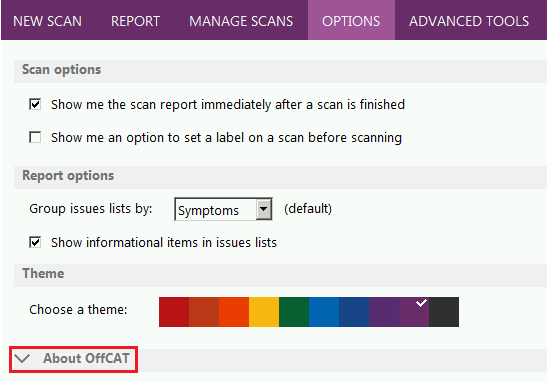 NEW SCAN REPORT MANAGE SCANS OPTIONS ADVANCED TOOLS
Scan options
Show me the scan report immediately after a scan is finished
Show me an option to set a label on a scan before scanning
Report options
Group issues lists by: Symptoms (default)
Show informational items in issues lists
Theme
Choose a theme:
About OffCAT